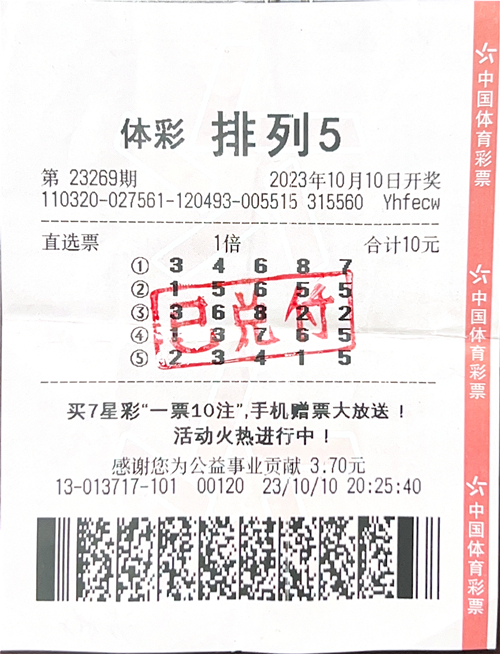 体彩 排列5
第 23269期 2023年10月10日开奖
110320-027561-120493-005515 315560 Yhfecw
直选票 1倍 合计10元
① 3 4 6 8 7
② 1 5 6 5 5
③ 3 6 8 2 2
④ 1 3 7 6 5
⑤ 2 3 4 1 5
已兑付
买7星彩“一票10注”,手机赠票大放送！
活动火热进行中！
感谢您为公益事业贡献 3.70元
13-013717-101 00120 23/10/10 20:25:40
中国体育彩票
中国体育彩票
中国体育彩票